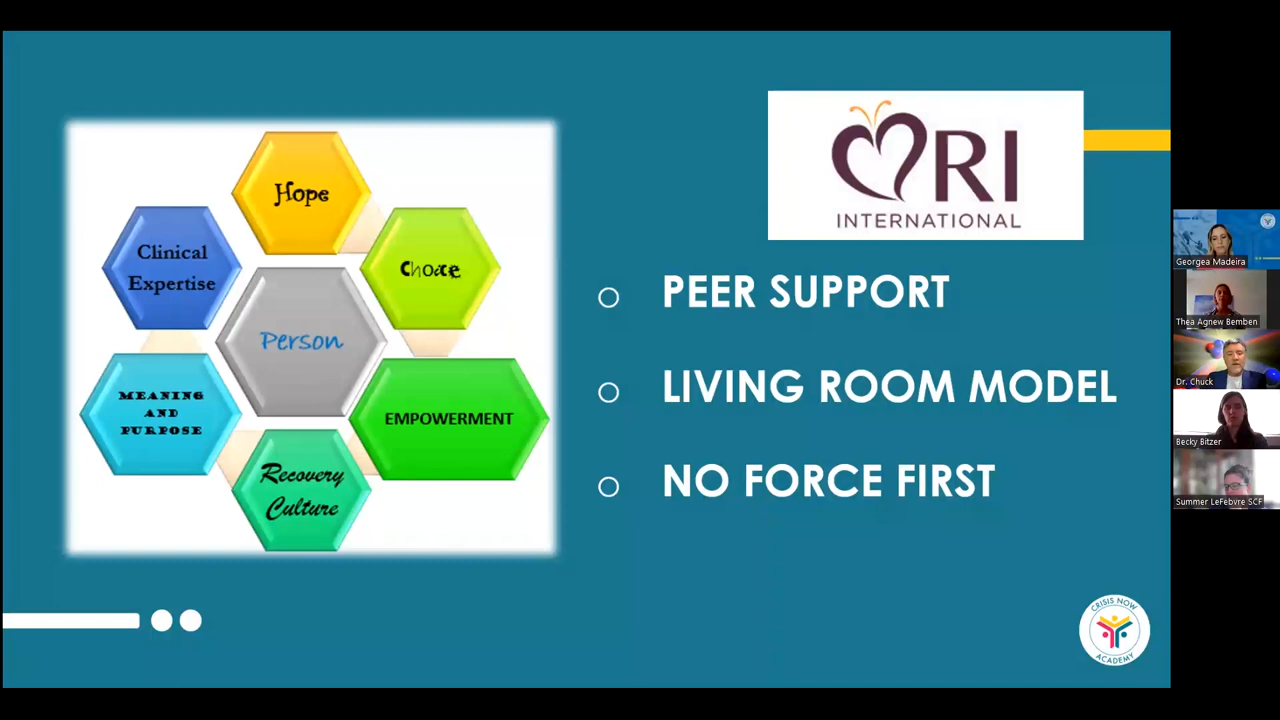 Hope
Clinical
Expertise
Choice
Person
MEANING
AND
PURPOSE
EMPOWERMENT
Recovery
Culture
RI
INTERNATIONAL
PEER SUPPORT
LIVING ROOM MODEL
NO FORCE FIRST
CRISIS NOW
ACADEMY
Georgea Madeira
Thea Agnew Bemben
Dr. Chuck
Becky Bitzer
Summer LeFebvre SCF